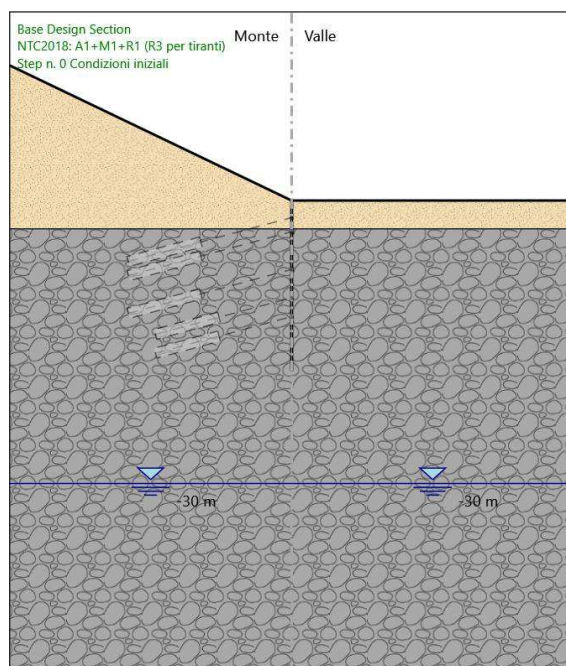 Base Design Section
NTC2018: A1+M1+R1 (R3 per tiranti)
Step n. 0 Condizioni iniziali
Monte
Valle
-30 m
-30 m